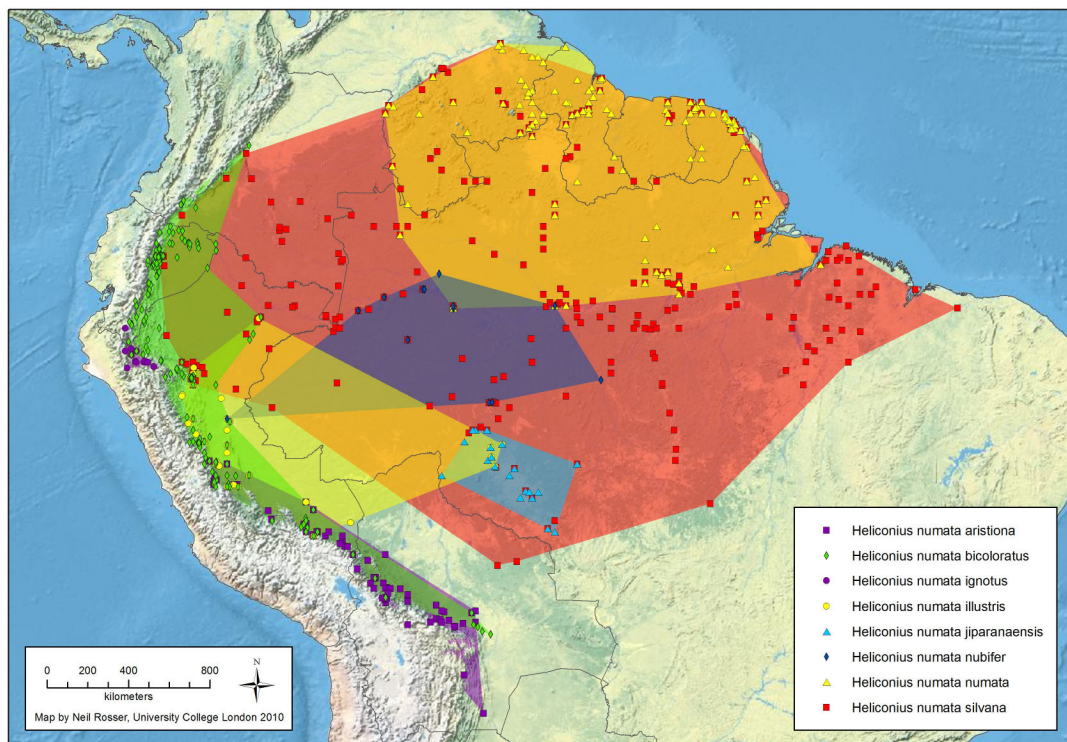 0 200 400 600 800
kilometers
N
Map by Neil Rosser, University College London 2010
Heliconius numata aristiona
Heliconius numata bicoloratus
Heliconius numata ignotus
Heliconius numata illustris
Heliconius numata jiparanaensis
Heliconius numata nubifer
Heliconius numata numata
Heliconius numata silvana